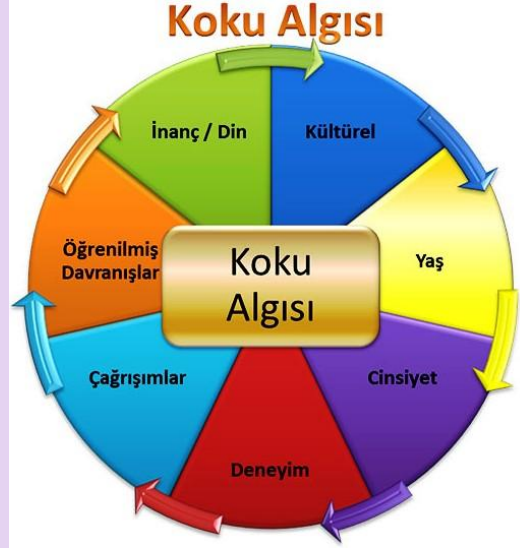 Koku Algısı
İnanç / Din
Kültürel
Öğrenilmiş
Davranışlar
Koku
Algısı
Yaş
Çağrışımlar
Cinsiyet
Deneyim